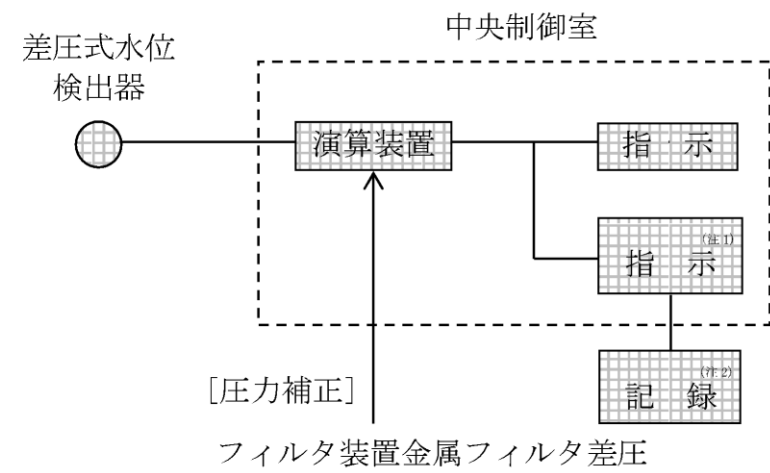 中央制御室
差圧式水位
検出器
演算装置
指 示
(注1)
指 示
(注2)
記 録
[圧力補正]
フィルタ装置金属フィルタ差圧